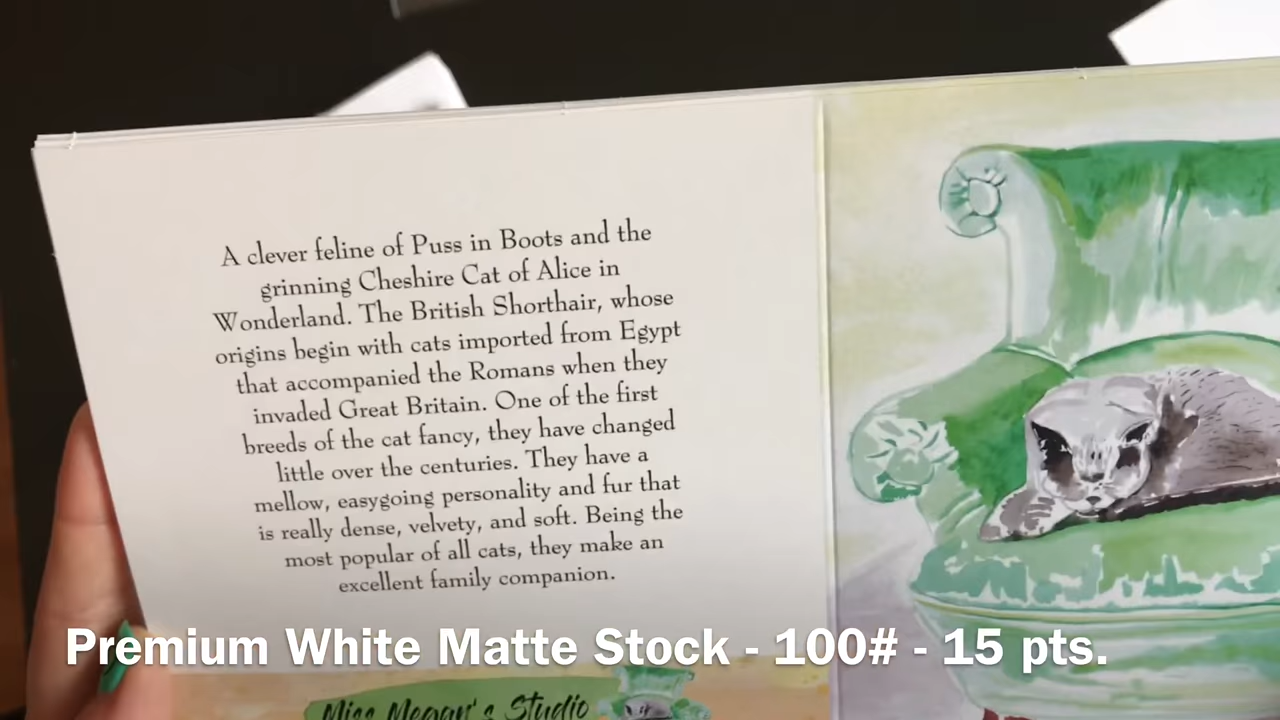 A clever feline of Puss in Boots and the
grinning Cheshire Cat of Alice in
Wonderland. The British Shorthair, whose
origins begin with cats imported from Egypt
that accompanied the Romans when they
invaded Great Britain. One of the first
breeds of the cat fancy, they have changed
little over the centuries. They have a
mellow, easygoing personality and fur that
is really dense, velvety, and soft. Being the
most popular of all cats, they make an
excellent family companion.
Premium White Matte Stock - 100# - 15 pts.
Miss Megan's Studio